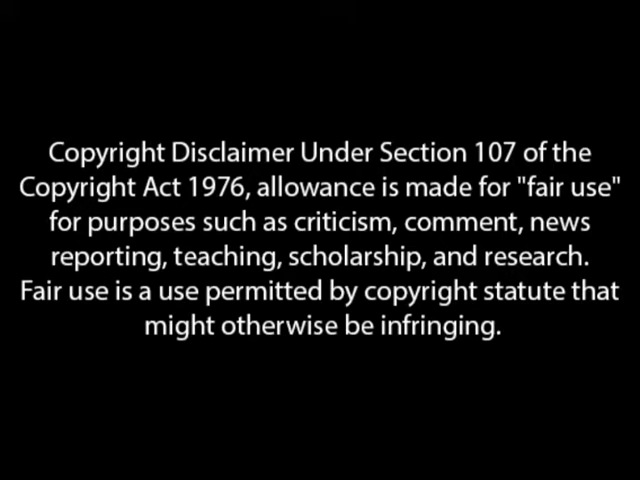 Copyright Disclaimer Under Section 107 of the
Copyright Act 1976, allowance is made for "fair use"
for purposes such as criticism, comment, news
reporting, teaching, scholarship, and research.
Fair use is a use permitted by copyright statute that
might otherwise be infringing.